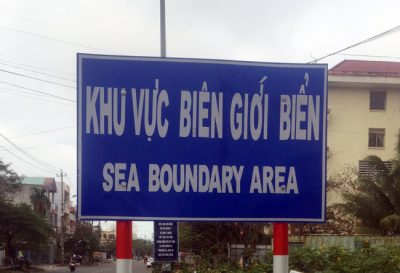 KHU VỰC BIÊN GIỚI BIỂN
SEA BOUNDARY AREA